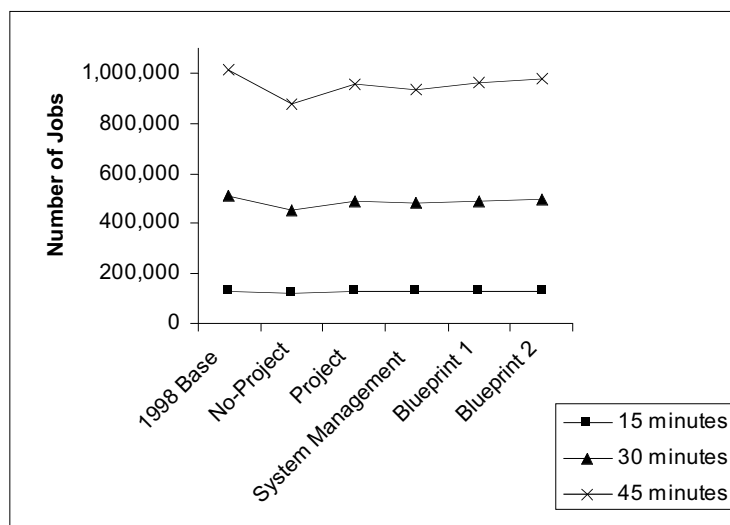 Number of Jobs
1,000,000
800,000
600,000
400,000
200,000
0
1998 Base
No-Project
Project
System Management
Blueprint 1
Blueprint 2
15 minutes
30 minutes
45 minutes